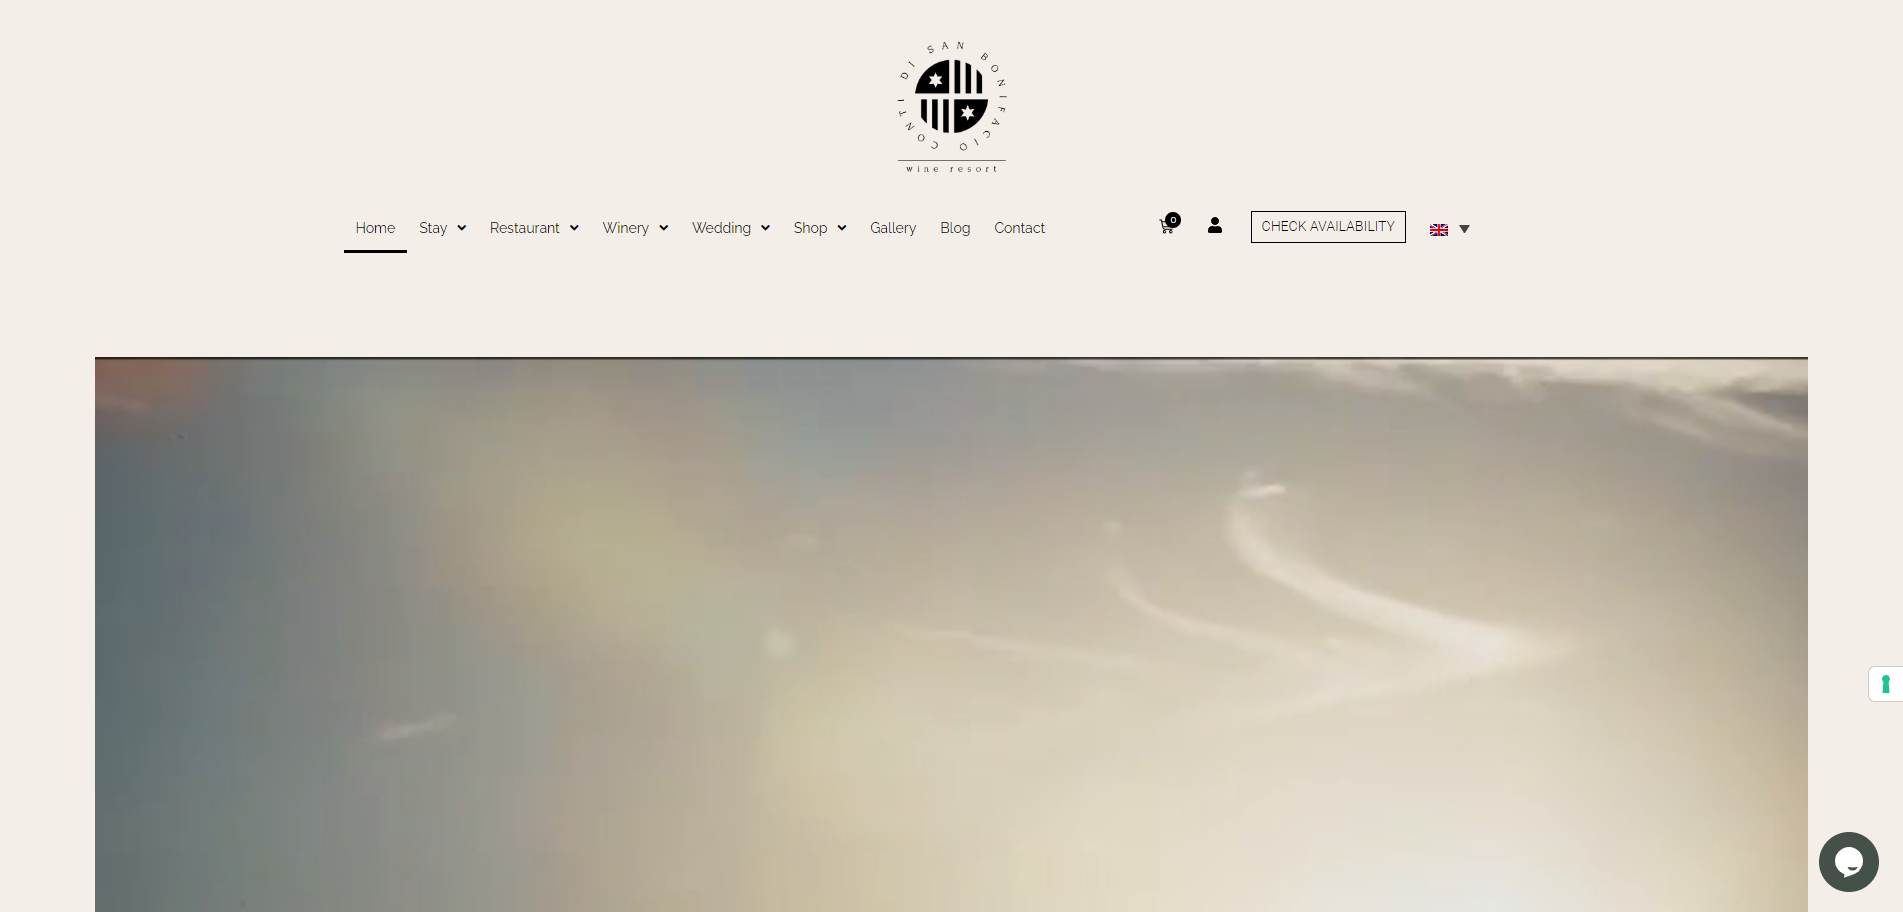 CONTI DI SAN BONIFACIO
wine resort
Home Stay Restaurant Winery Wedding Shop Gallery Blog Contact 0 CHECK AVAILABILITY